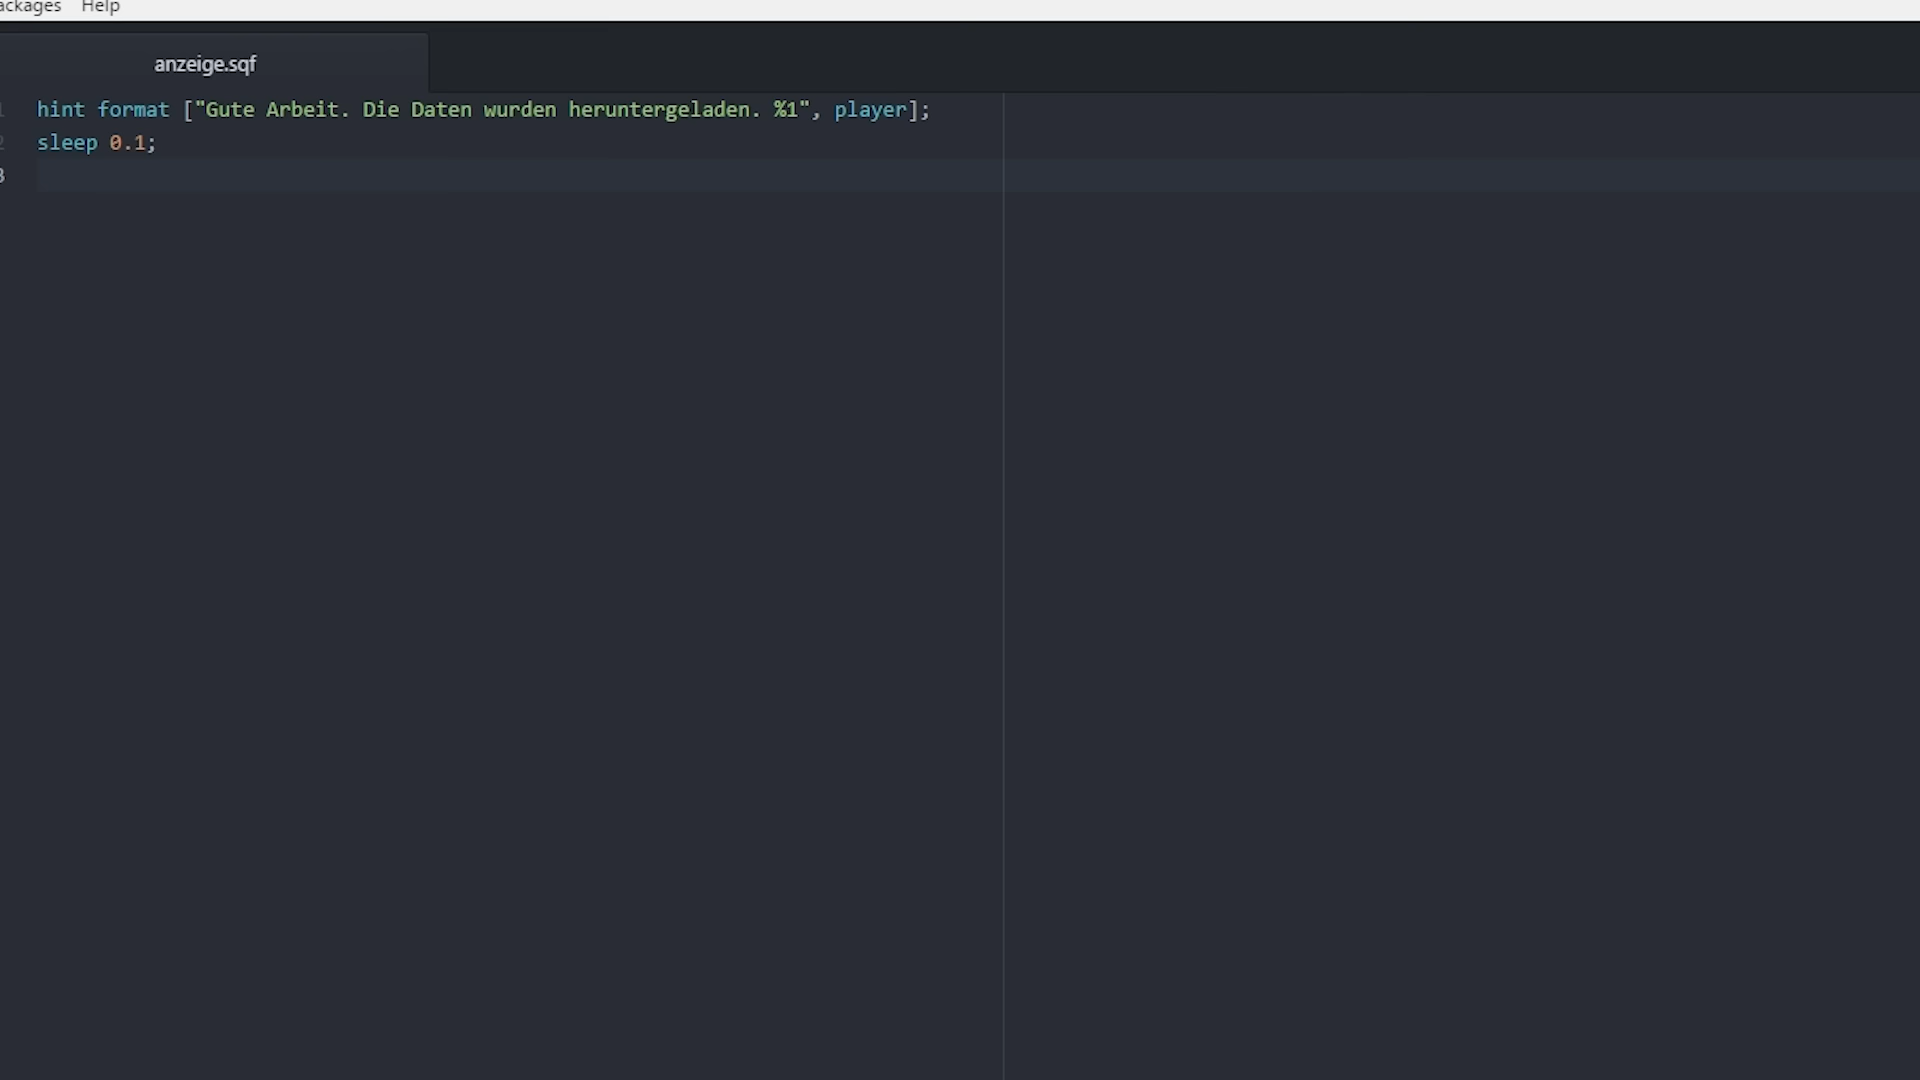 ackages Help
anzeige.sqf
1 hint format ["Gute Arbeit. Die Daten wurden heruntergeladen. %1", player];
2 sleep 0.1;
3